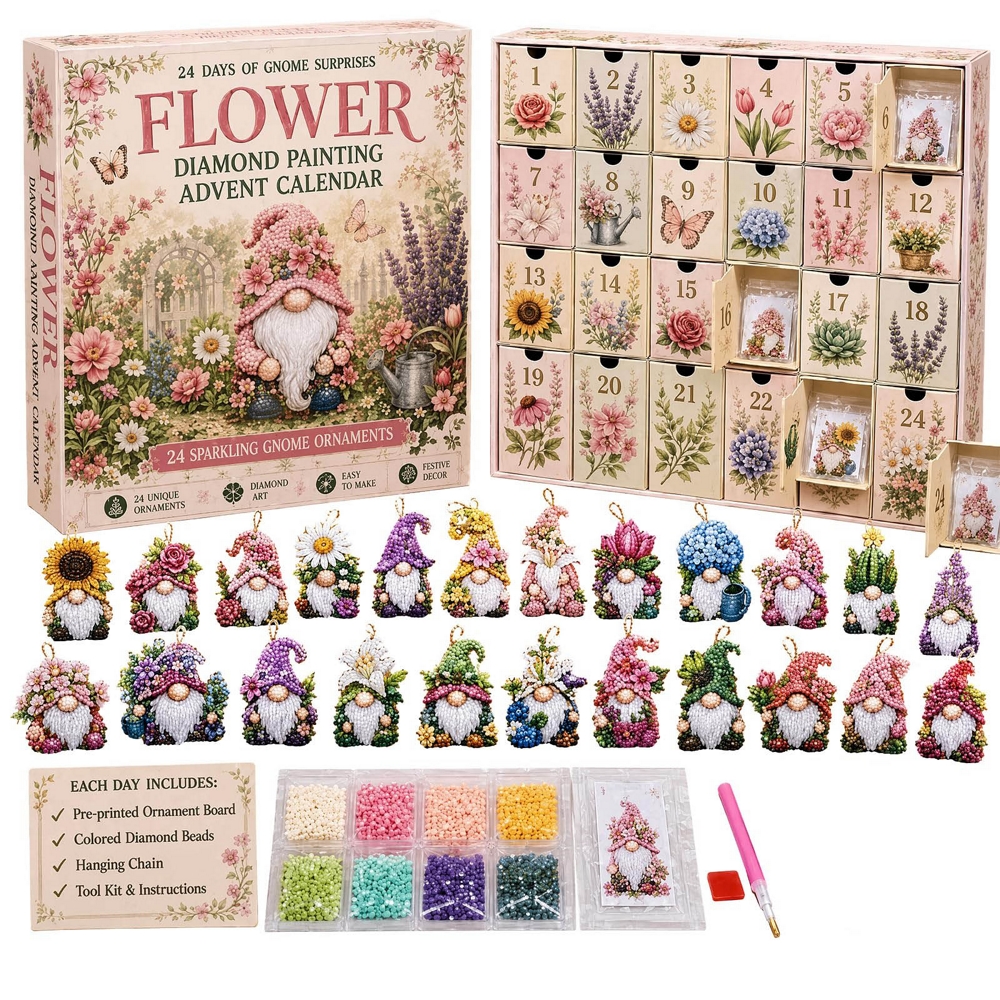 24 DAYS OF GNOME SURPRISES
FLOWER
DIAMOND PAINTING
ADVENT CALENDAR
24 SPARKLING GNOME ORNAMENTS
24 UNIQUE
ORNAMENTS
DIAMOND
ART
EASY
TO MAKE
FESTIVE
DECOR
FLOWER
DIAMOIND AAINTING ADVENT CALENDAR
1
2
3
4
5
6
7
8
9
10
11
12
13
14
15
16
17
18
19
20
21
22
24
24
EACH DAY INCLUDES:
✓ Pre-printed Ornament Board
✓ Colored Diamond Beads
✓ Hanging Chain
✓ Tool Kit & Instructions